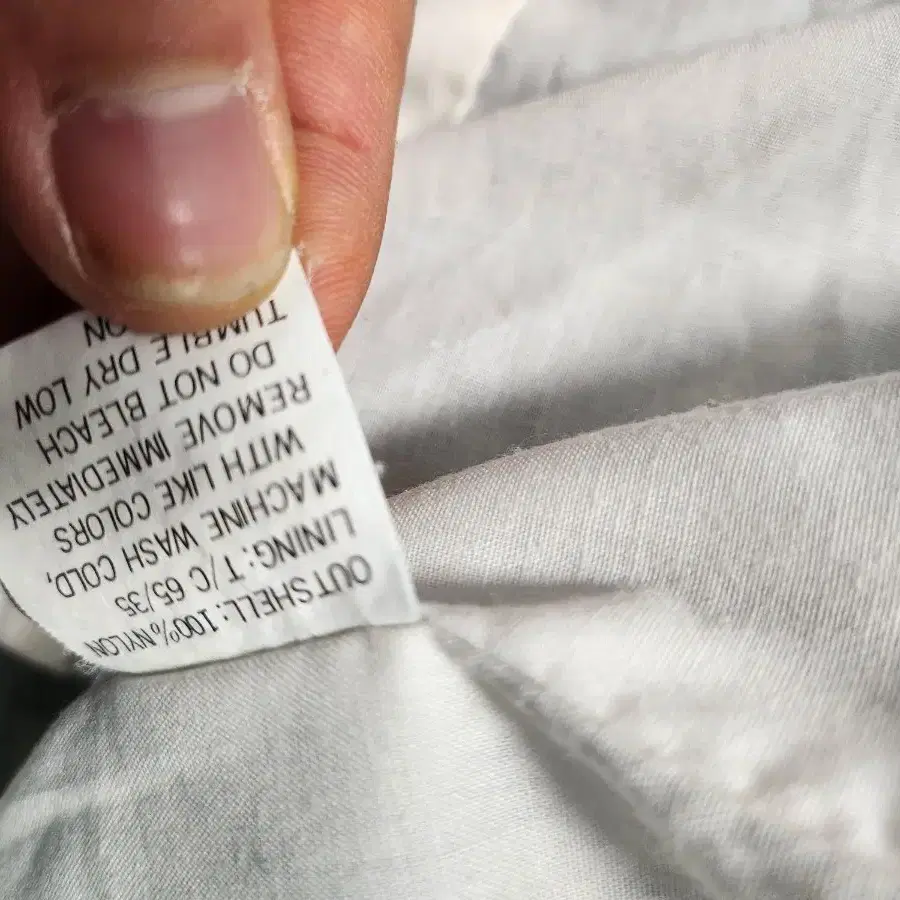 OUTSHELL: 100% NYLON
LINING: T/C 65/35
MACHINE WASH COLD,
WITH LIKE COLORS
REMOVE IMMEDIATELY
DO NOT BLEACH
TUMBLE DRY LOW